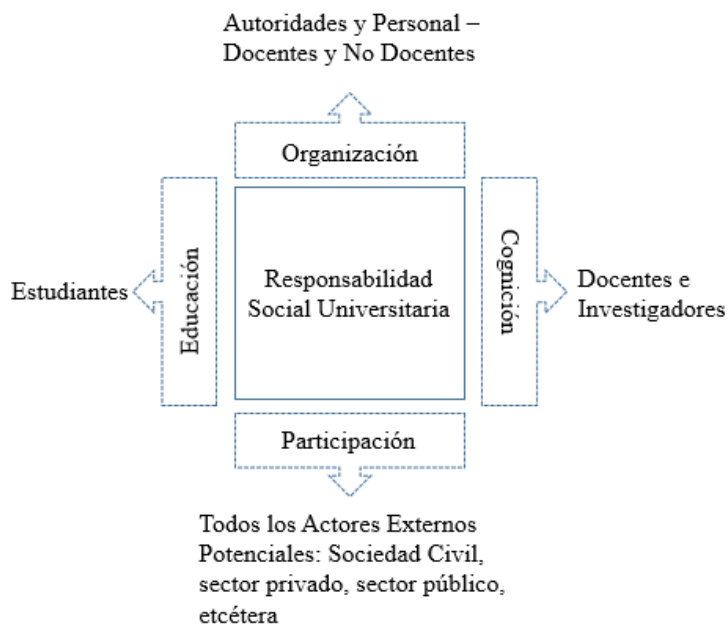 Autoridades y Personal –
Docentes y No Docentes
Organización
Educación
Estudiantes
Responsabilidad
Social Universitaria
Cognición
Docentes e
Investigadores
Participación
Todos los Actores Externos
Potenciales: Sociedad Civil,
sector privado, sector público,
etcétera